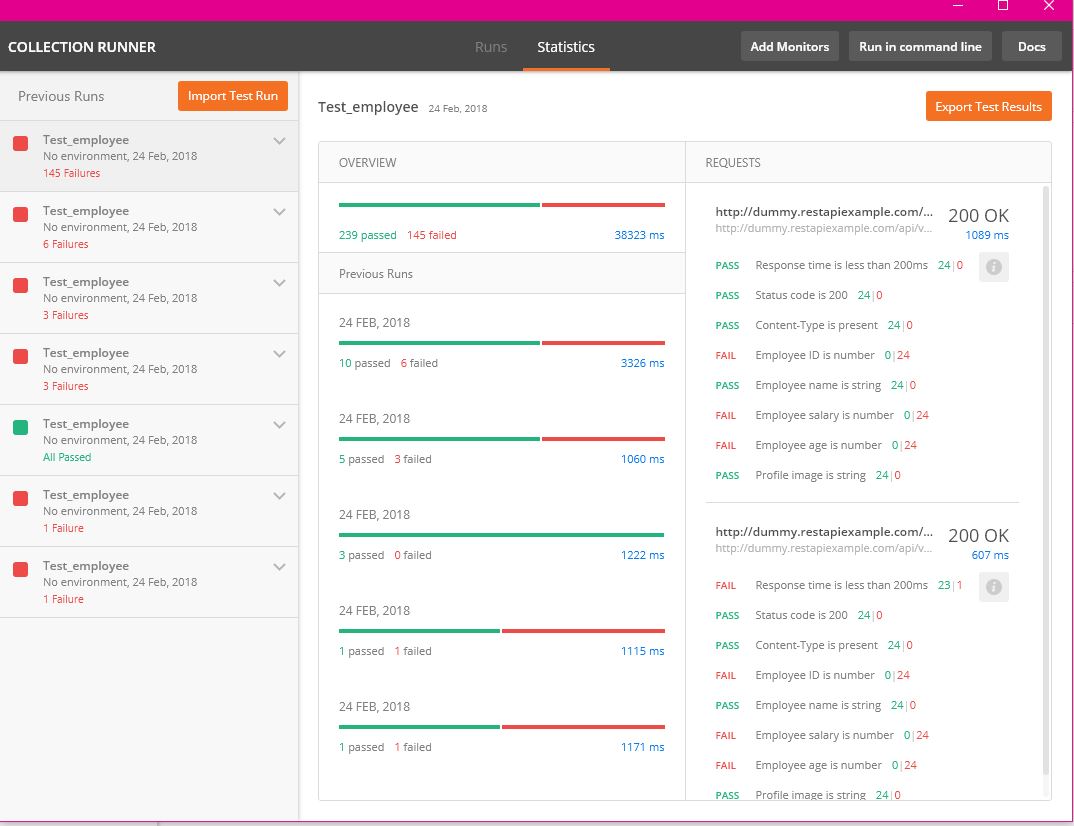 COLLECTION RUNNER
Runs
Statistics
Add Monitors
Run in command line
Docs
Previous Runs
Import Test Run
Test_employee
No environment, 24 Feb, 2018
145 Failures
Test_employee
No environment, 24 Feb, 2018
6 Failures
Test_employee
No environment, 24 Feb, 2018
3 Failures
Test_employee
No environment, 24 Feb, 2018
3 Failures
Test_employee
No environment, 24 Feb, 2018
All Passed
Test_employee
No environment, 24 Feb, 2018
1 Failure
Test_employee
No environment, 24 Feb, 2018
1 Failure
Test_employee 24 Feb, 2018
Export Test Results
OVERVIEW
239 passed 145 failed 38323 ms
Previous Runs
24 FEB, 2018
10 passed 6 failed 3326 ms
24 FEB, 2018
5 passed 3 failed 1060 ms
24 FEB, 2018
3 passed 0 failed 1222 ms
24 FEB, 2018
1 passed 1 failed 1115 ms
24 FEB, 2018
1 passed 1 failed 1171 ms
REQUESTS
http://dummy.restapiexample.com/... 200 OK
http://dummy.restapiexample.com/api/v... 1089 ms
PASS Response time is less than 200ms 24|0
PASS Status code is 200 24|0
PASS Content-Type is present 24|0
FAIL Employee ID is number 0|24
PASS Employee name is string 24|0
FAIL Employee salary is number 0|24
FAIL Employee age is number 0|24
PASS Profile image is string 24|0
http://dummy.restapiexample.com/... 200 OK
http://dummy.restapiexample.com/api/v... 607 ms
FAIL Response time is less than 200ms 23|1
PASS Status code is 200 24|0
PASS Content-Type is present 24|0
FAIL Employee ID is number 0|24
PASS Employee name is string 24|0
FAIL Employee salary is number 0|24
FAIL Employee age is number 0|24
PASS Profile image is string 24|0